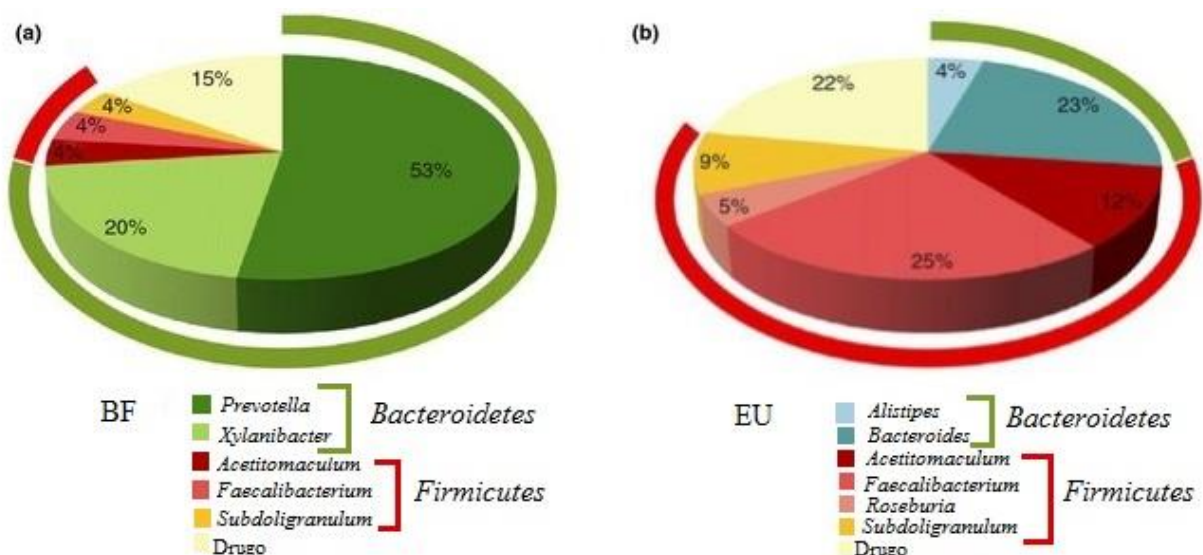 (a)
15%
4%
4%
4%
53%
20%
BF
Prevotella
Xylanibacter
Bacteroidetes
Acetitomaculum
Faecalibacterium
Subdoligranulum
Firmicutes
Drugo
(b)
4%
22%
23%
9%
12%
5%
25%
EU
Alistipes
Bacteroides
Bacteroidetes
Acetitomaculum
Faecalibacterium
Roseburia
Subdoligranulum
Firmicutes
Drugo